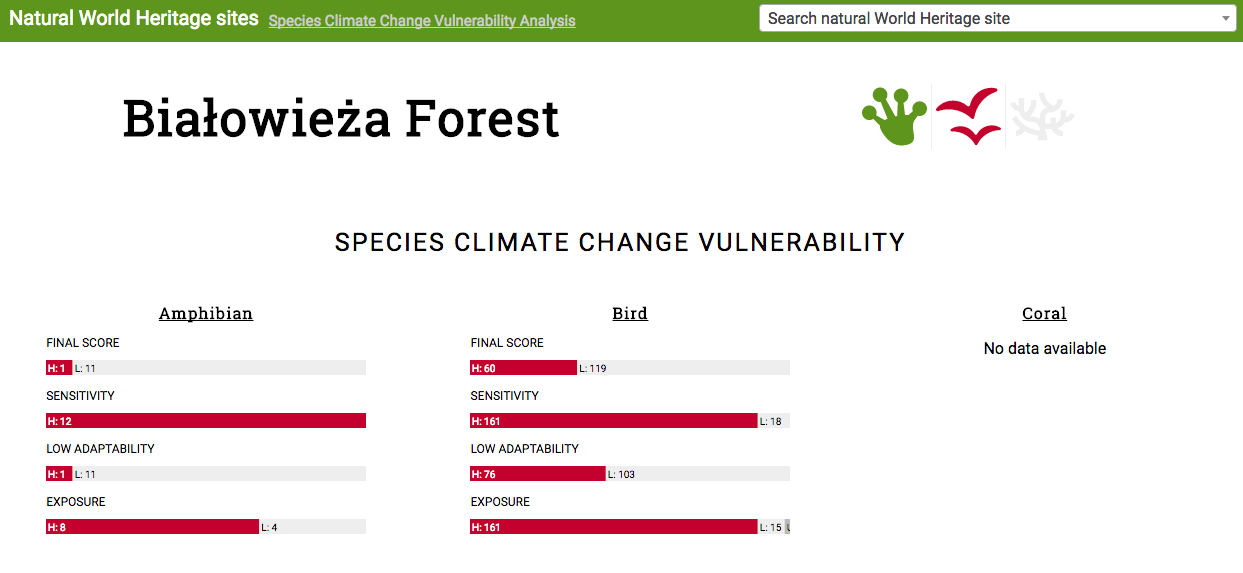 Natural World Heritage sites Species Climate Change Vulnerability Analysis Search natural World Heritage site
Białowieża Forest
SPECIES CLIMATE CHANGE VULNERABILITY
Amphibian
FINAL SCORE
H: 1 L: 11
SENSITIVITY
H: 12
LOW ADAPTABILITY
H: 1 L: 11
EXPOSURE
H: 8 L: 4
Bird
FINAL SCORE
H: 60 L: 119
SENSITIVITY
H: 161 L: 18
LOW ADAPTABILITY
H: 76 L: 103
EXPOSURE
H: 161 L: 15
Coral
No data available